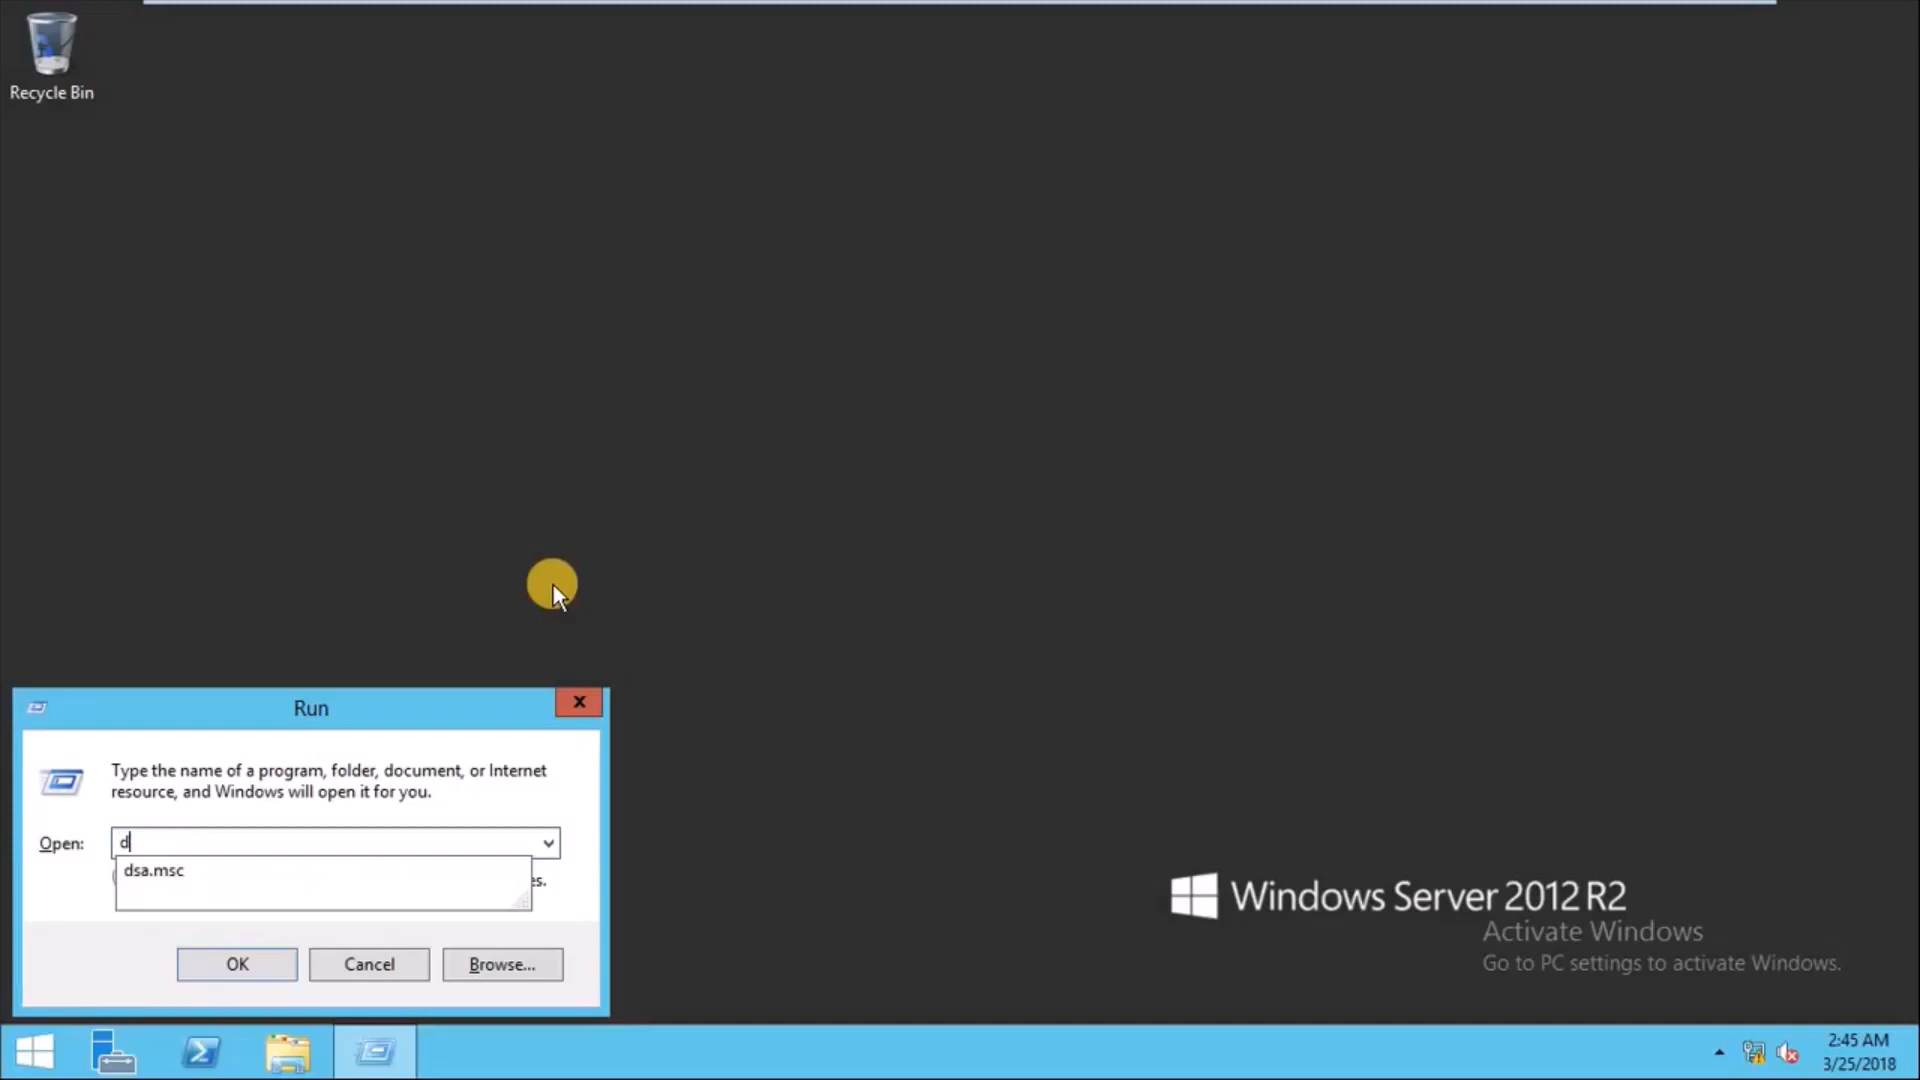 Recycle Bin
Run
x
Type the name of a program, folder, document, or Internet
resource, and Windows will open it for you.
Open:
d
dsa.msc
es.
OK
Cancel
Browse...
Windows Server 2012 R2
Activate Windows
Go to PC settings to activate Windows.
2:45 AM
3/25/2018